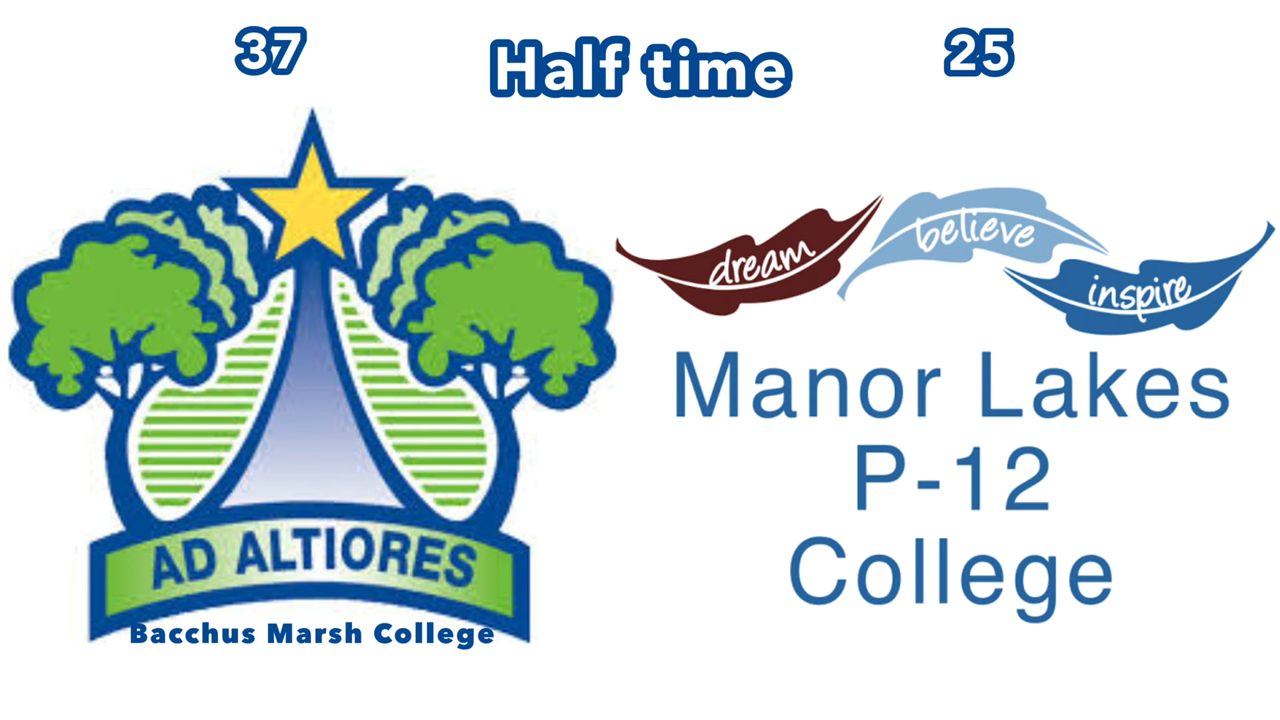 37
Half time
25
dream
believe
inspire
Manor Lakes
P-12
College
AD ALTIORES
Bacchus Marsh College